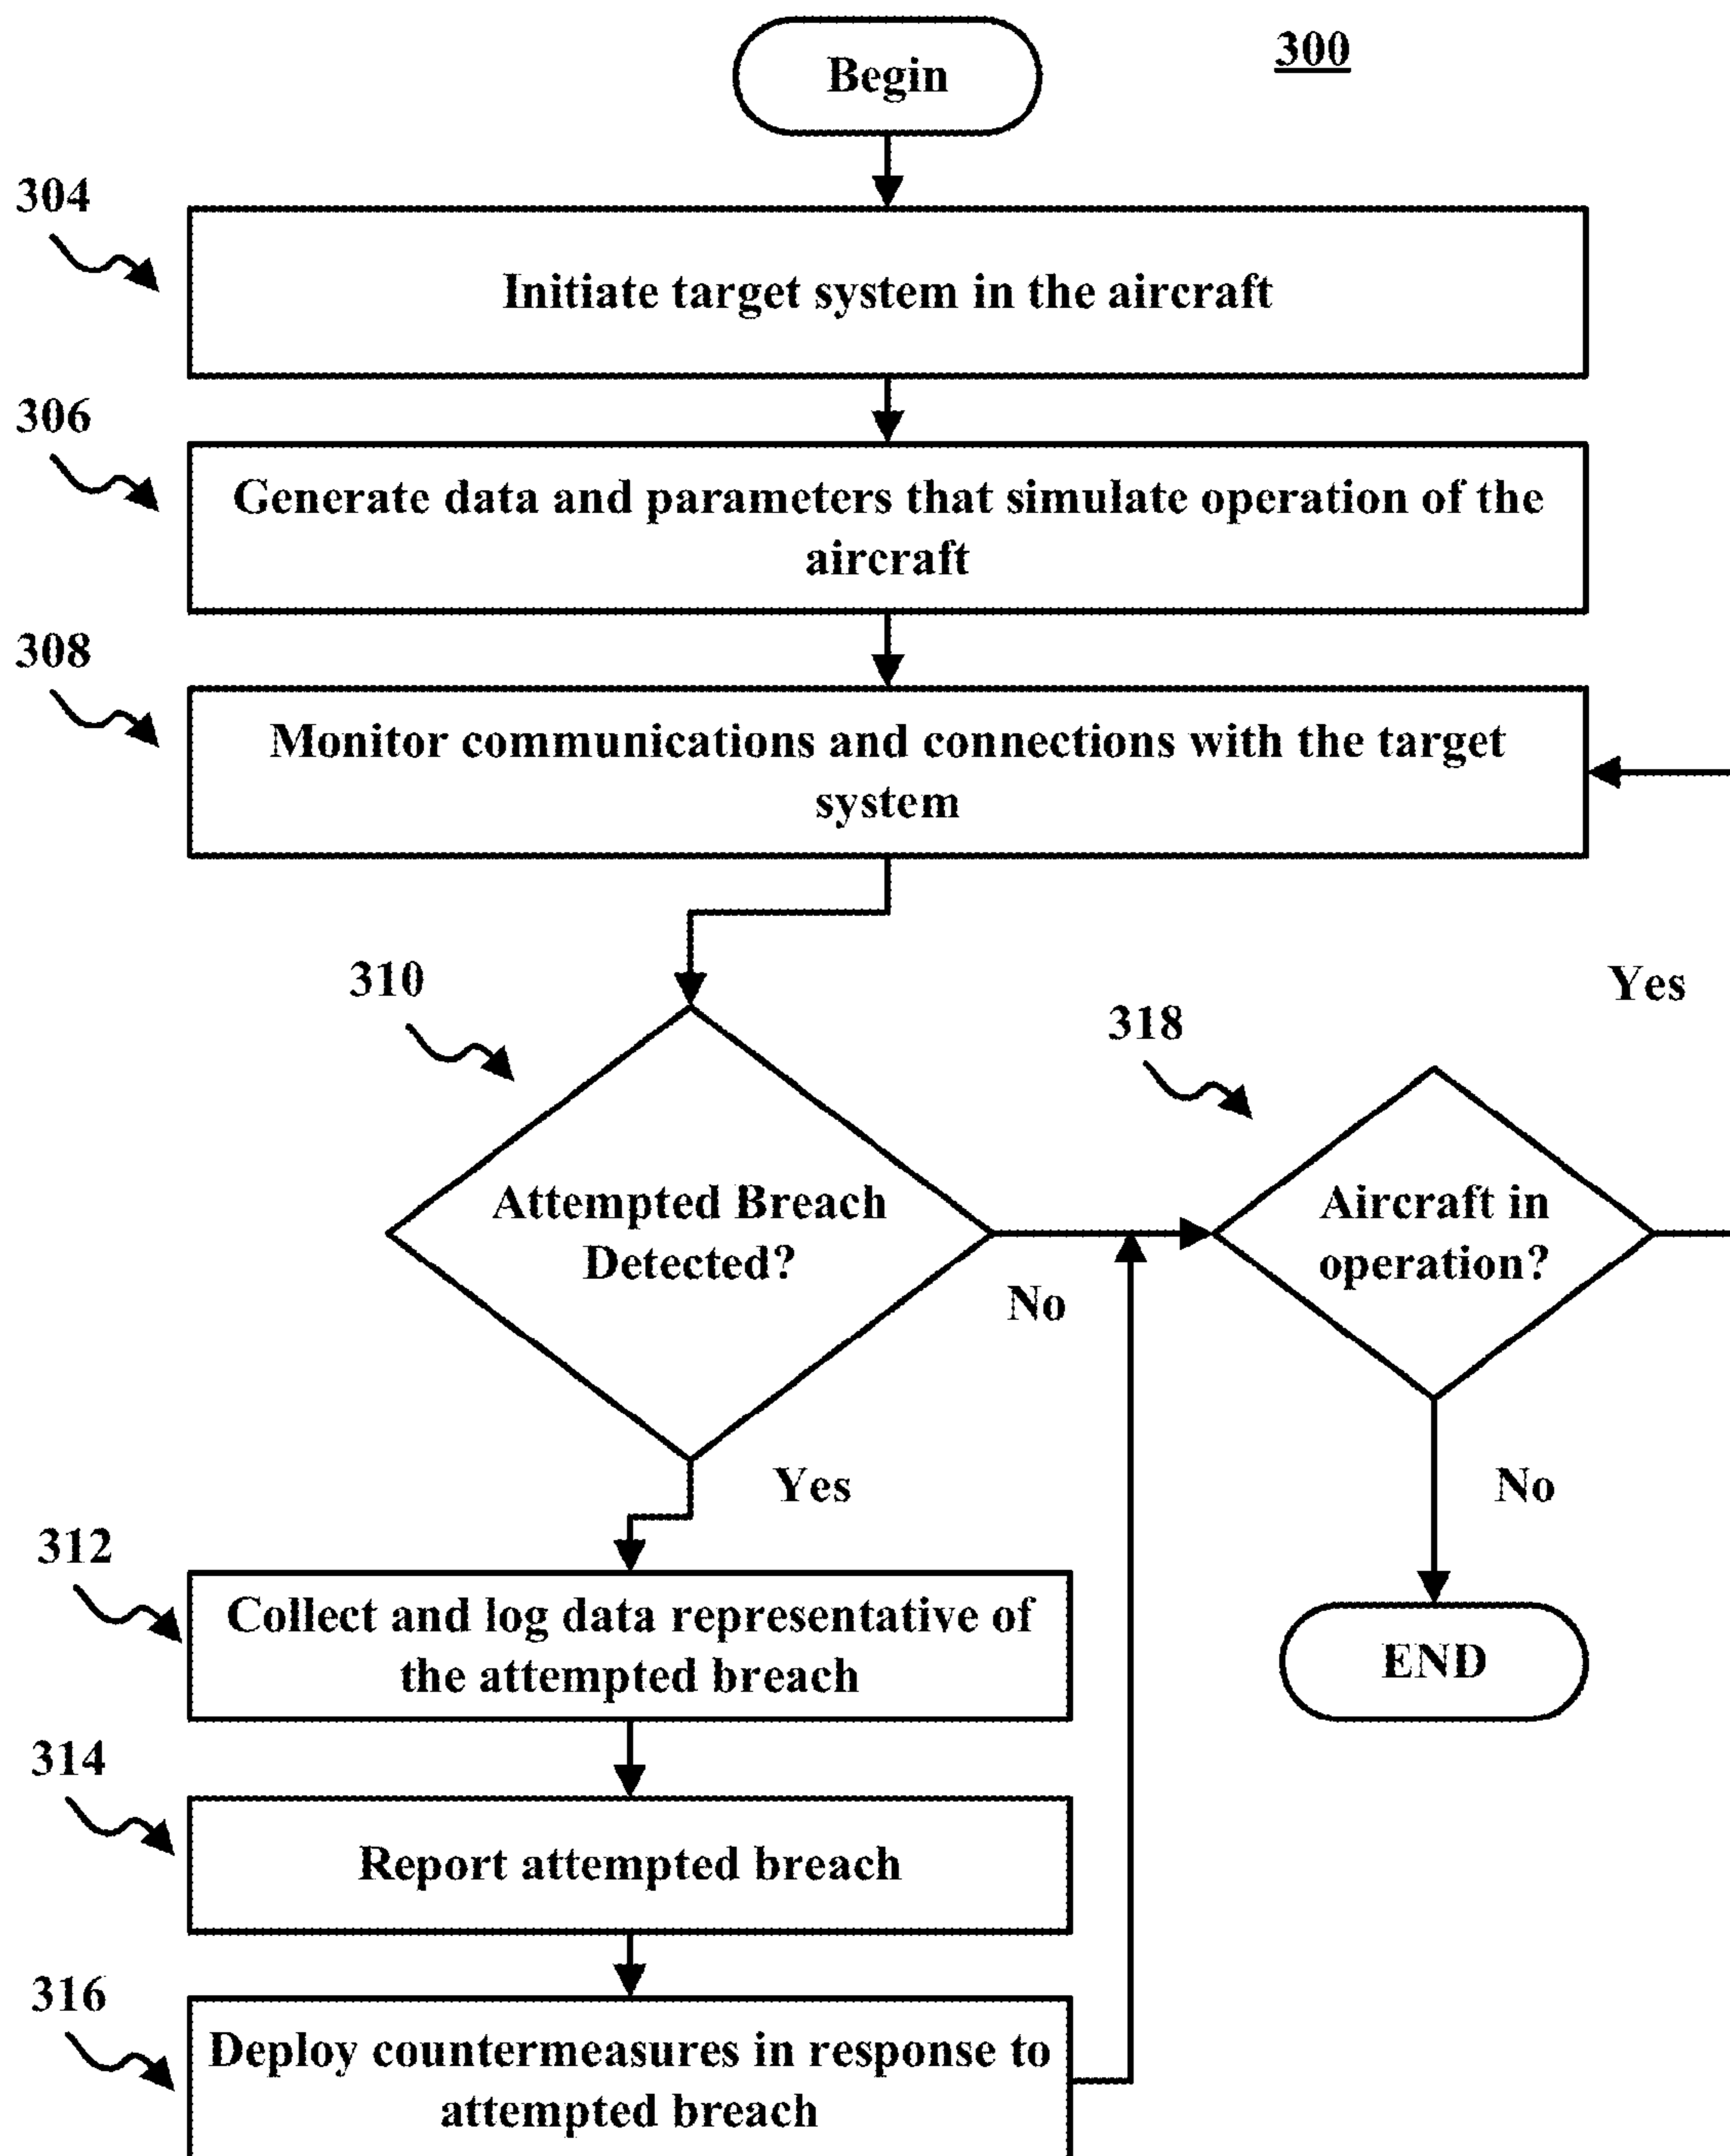 Begin
300
304
Initiate target system in the aircraft
306
Generate data and parameters that simulate operation of the
aircraft
308
Monitor communications and connections with the target
system
310
Attempted Breach
Detected?
No
Yes
318
Aircraft in
operation?
Yes
No
END
312
Collect and log data representative of
the attempted breach
314
Report attempted breach
316
Deploy countermeasures in response to
attempted breach